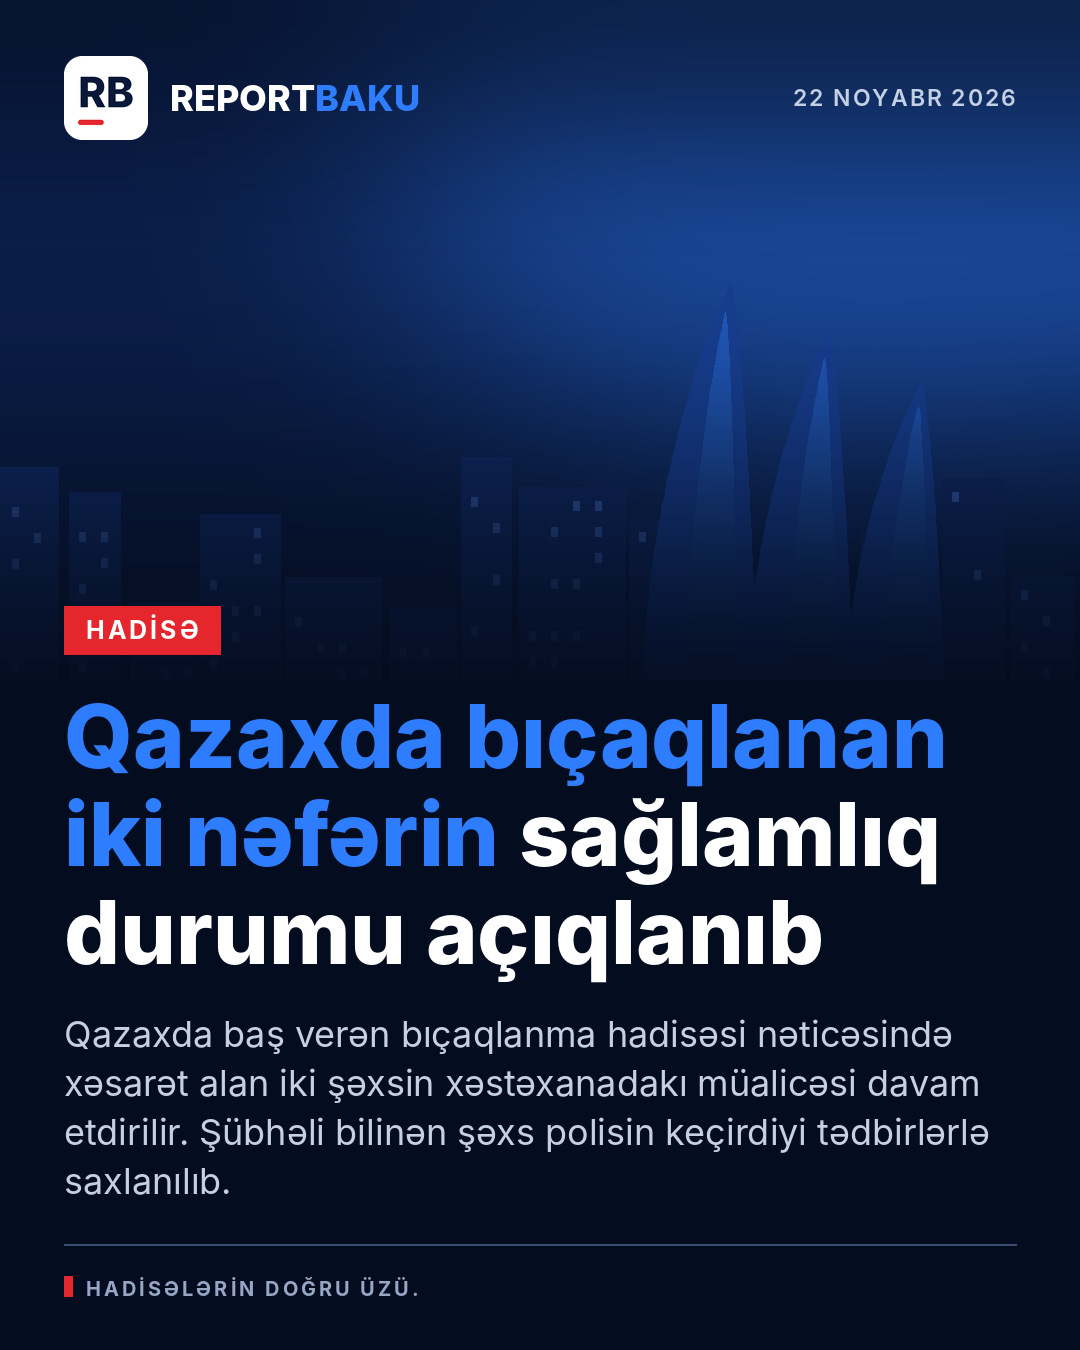 RB
REPORTBAKU
22 NOYABR 2026
HADİSƏ
Qazaxda bıçaqlanan
iki nəfərin sağlamlıq
durumu açıqlanıb
Qazaxda baş verən bıçaqlanma hadisəsi nəticəsində
xəsarət alan iki şəxsin xəstəxanadakı müalicəsi davam
etdirilir. Şübhəli bilinən şəxs polisin keçirdiyi tədbirlərlə
saxlanılıb.
HADİSƏLƏRİN DOĞRU ÜZÜ.